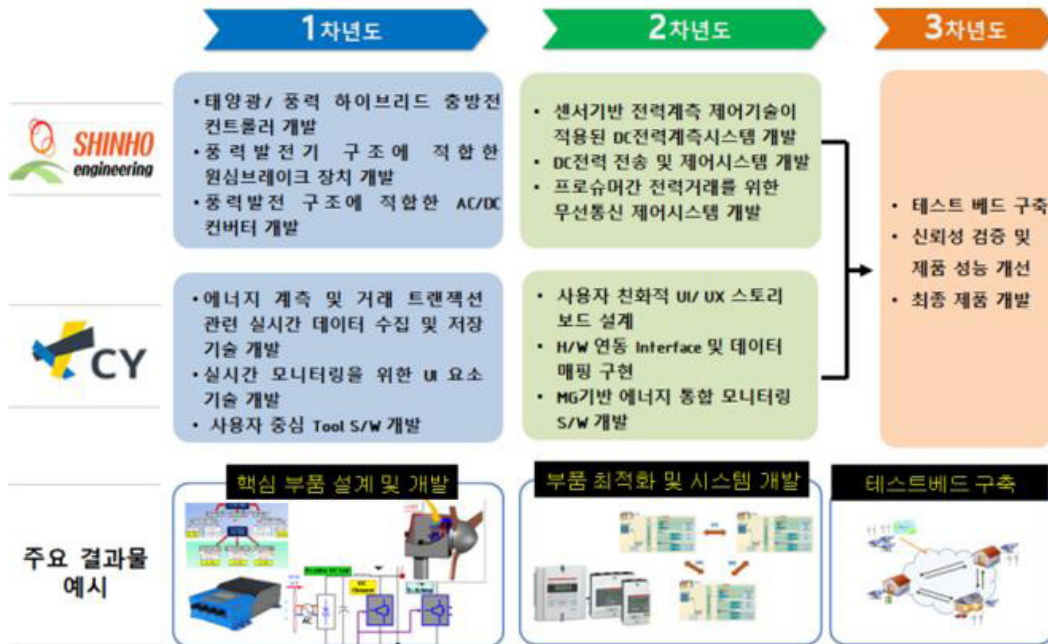 1차년도
2차년도
3차년도
SHINHO
engineering
•태양광/ 풍력 하이브리드 충방전
컨트롤러 개발
•풍력발전기 구조에 적합한
원심브레이크 장치 개발
•풍력발전 구조에 적합한 AC/DC
컨버터 개발
• 센서기반 전력계측 제어기술이
적용된 DC전력계측시스템 개발
• DC전력 전송 및 제어시스템 개발
• 프로슈머간 전력거래를 위한
무선통신 제어시스템 개발
CY
•에너지 계측 및 거래 트랜잭션
관련 실시간 데이터 수집 및 저장
기술 개발
•실시간 모니터링을 위한 UI 요소
기술 개발
• 사용자 중심 Tool S/W 개발
• 사용자 친화적 UI/ UX 스토리
보드 설계
• H/W 연동 Interface 및 데이터
매핑 구현
• MG기반 에너지 통합 모니터링
S/W 개발
• 테스트 베드 구축
• 신뢰성 검증 및
제품 성능 개선
• 최종 제품 개발
주요 결과물
예시
핵심 부품 설계 및 개발
부품 최적화 및 시스템 개발
테스트베드 구축
AC